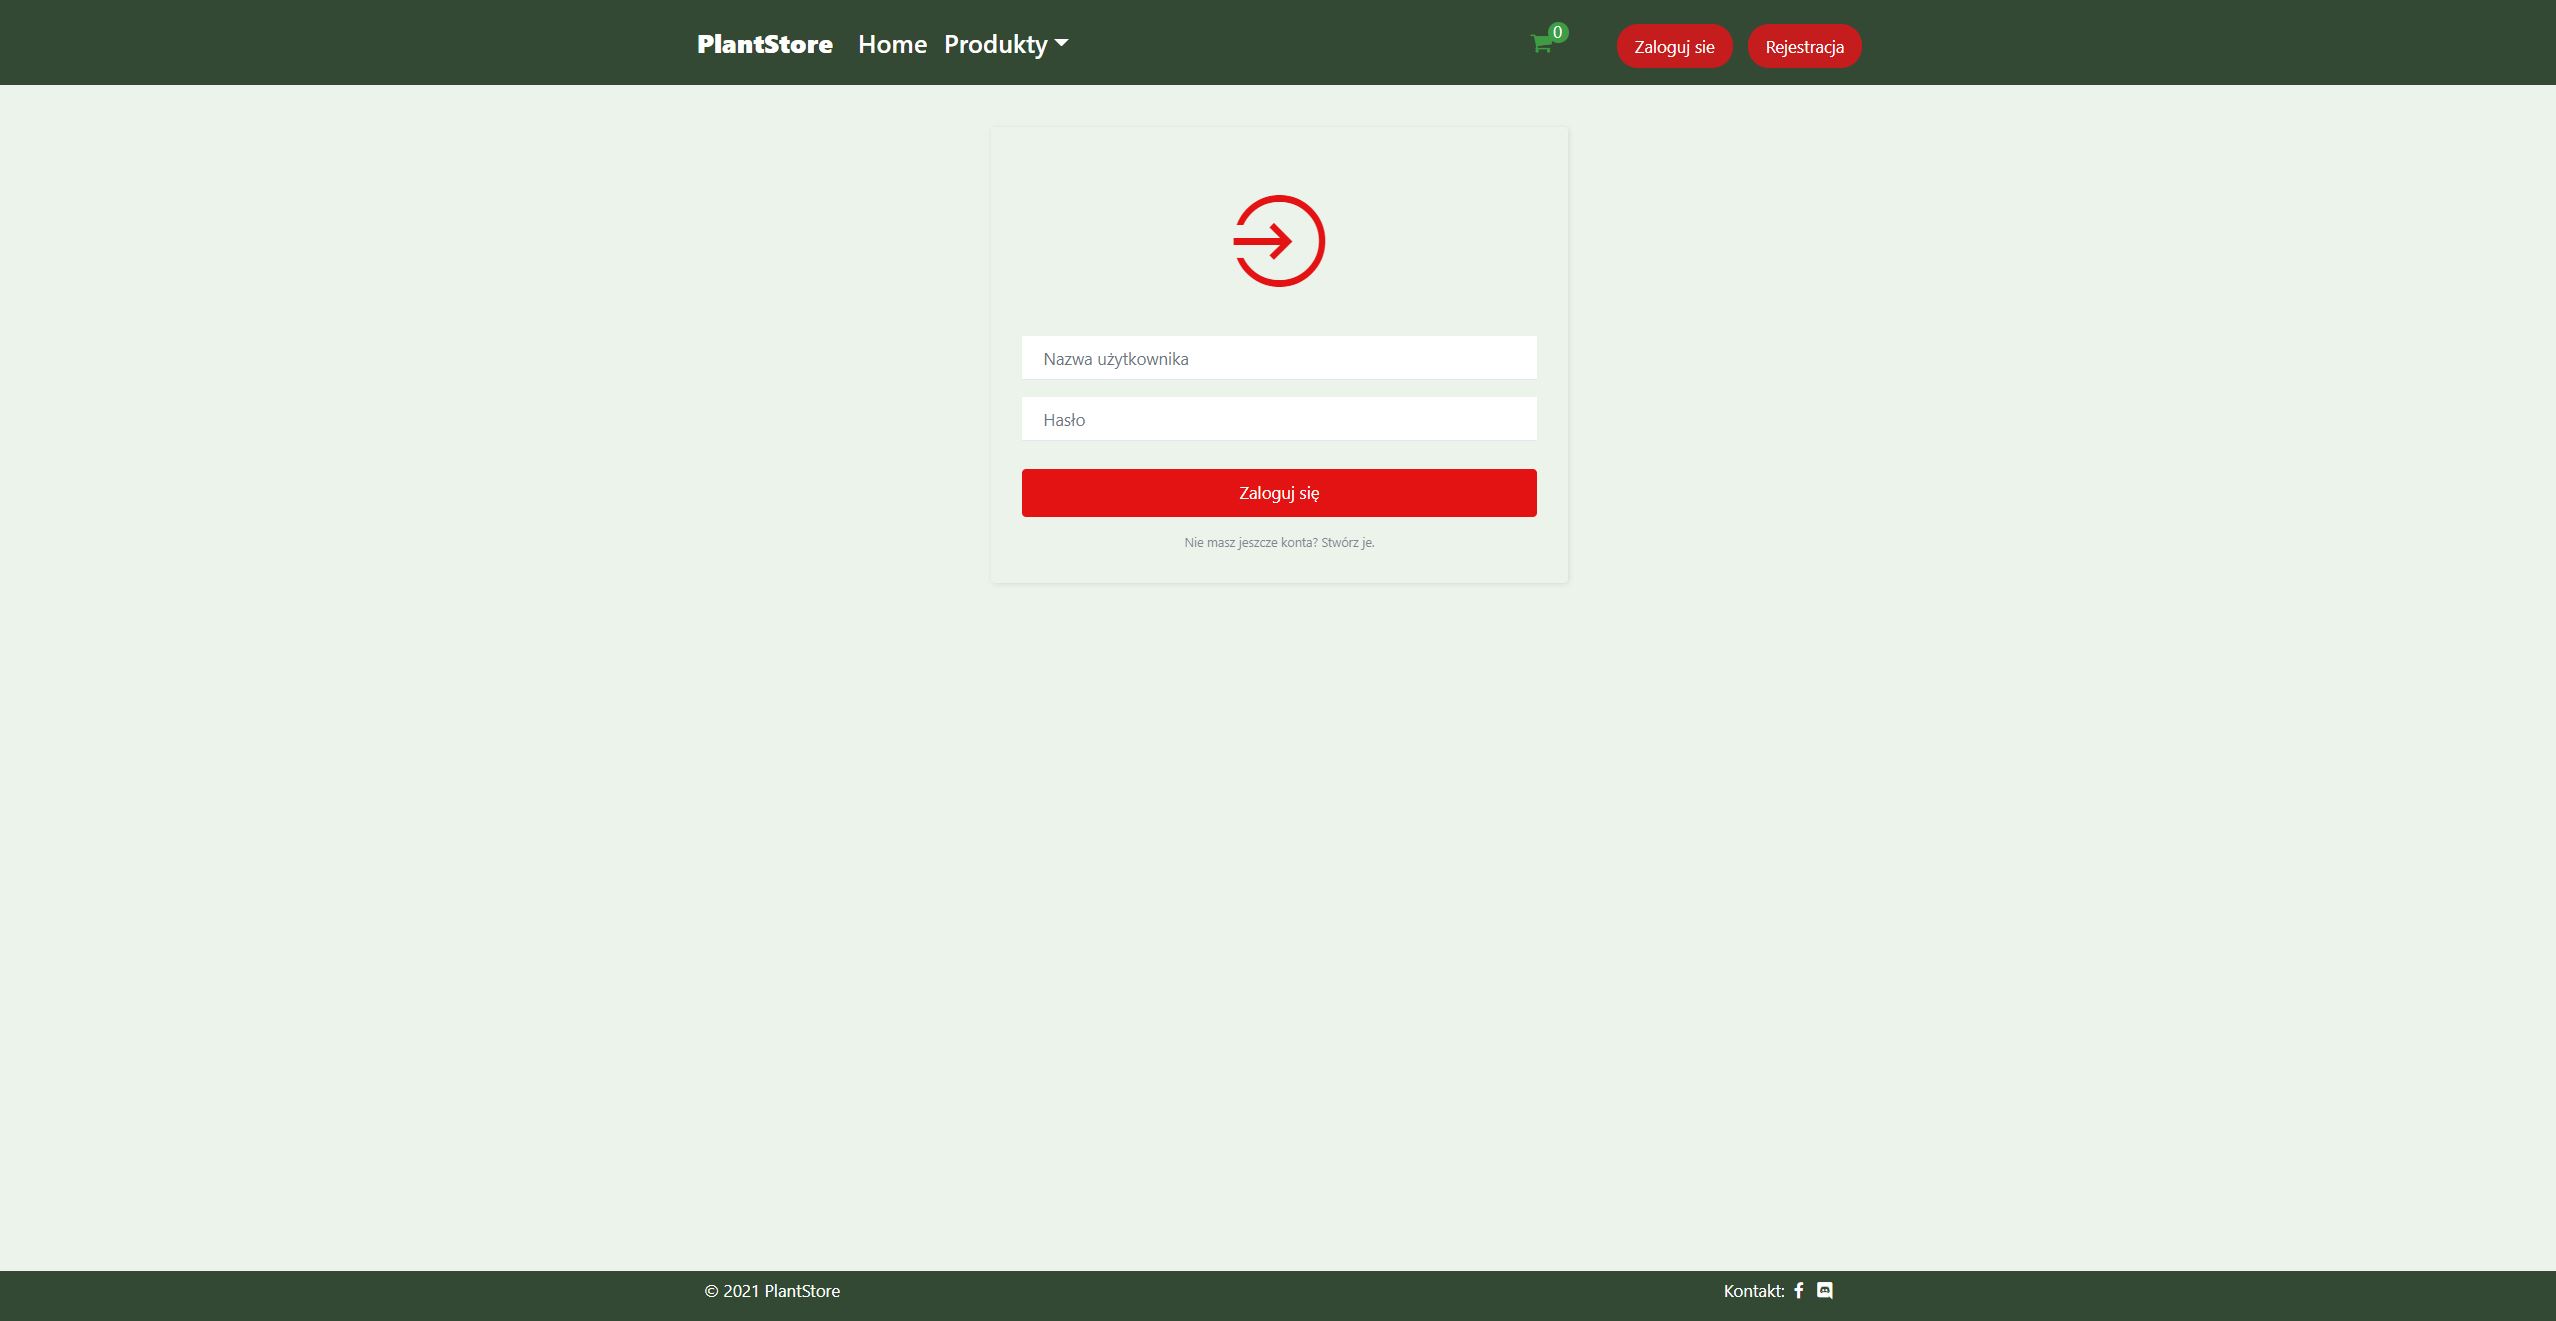 PlantStore Home Produkty 0 Zaloguj sie Rejestracja
Nazwa użytkownika
Hasło
Zaloguj się
Nie masz jeszcze konta? Stwórz je.
© 2021 PlantStore Kontakt: